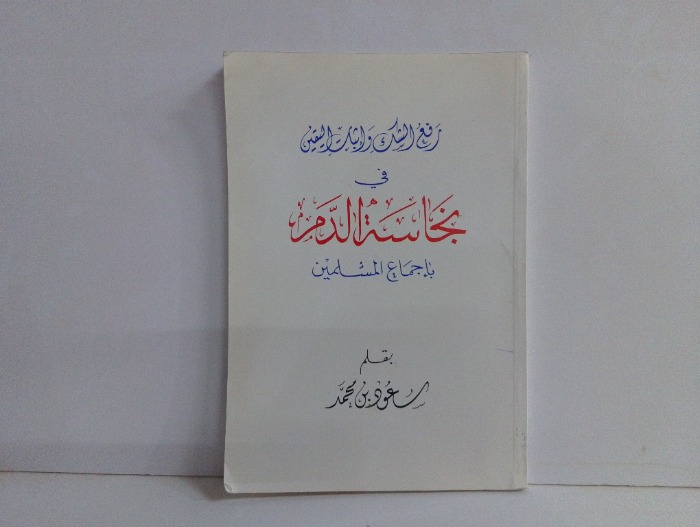 رفع الشك وإثبات اليقين
في
نجاسة الدم
بإجماع المسلمين
بقلم
سعود بن محمد